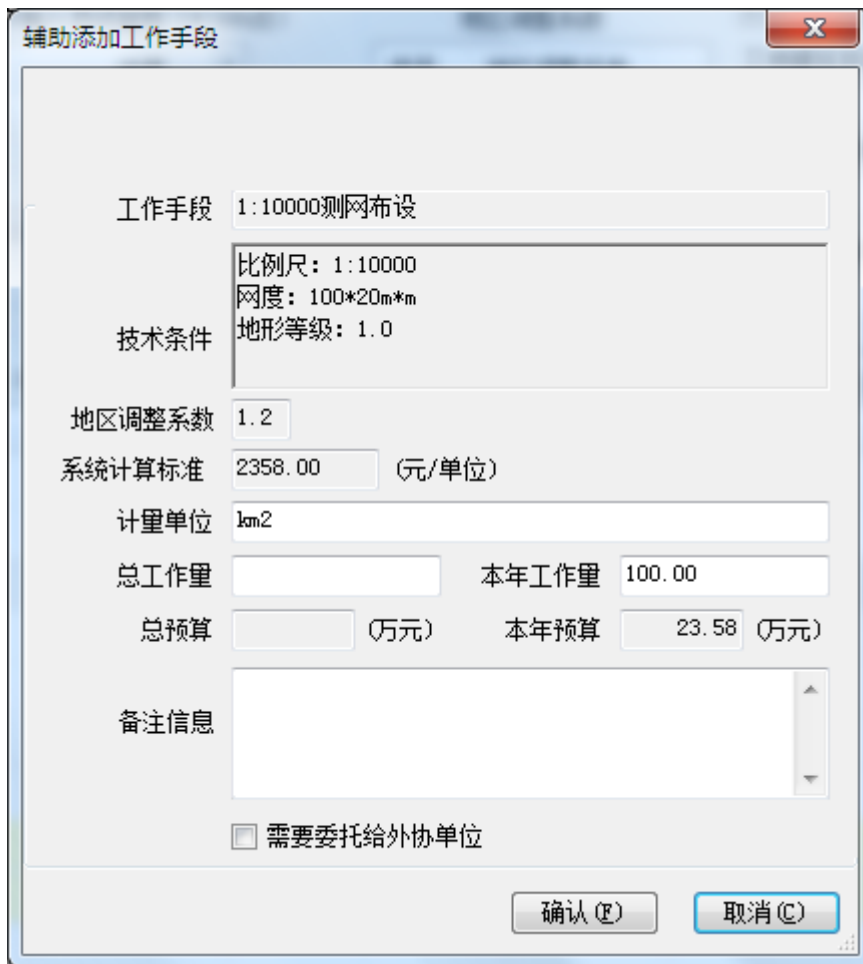 辅助添加工作手段
工作手段 1:10000测网布设
技术条件 比例尺: 1:10000
网度: 100*20m*m
地形等级: 1.0
地区调整系数 1.2
系统计算标准 2358.00 (元/单位)
计量单位 km2
总工作量 本年工作量 100.00
总预算 (万元) 本年预算 23.58 (万元)
备注信息
需要委托给外协单位
确认(F) 取消(C)